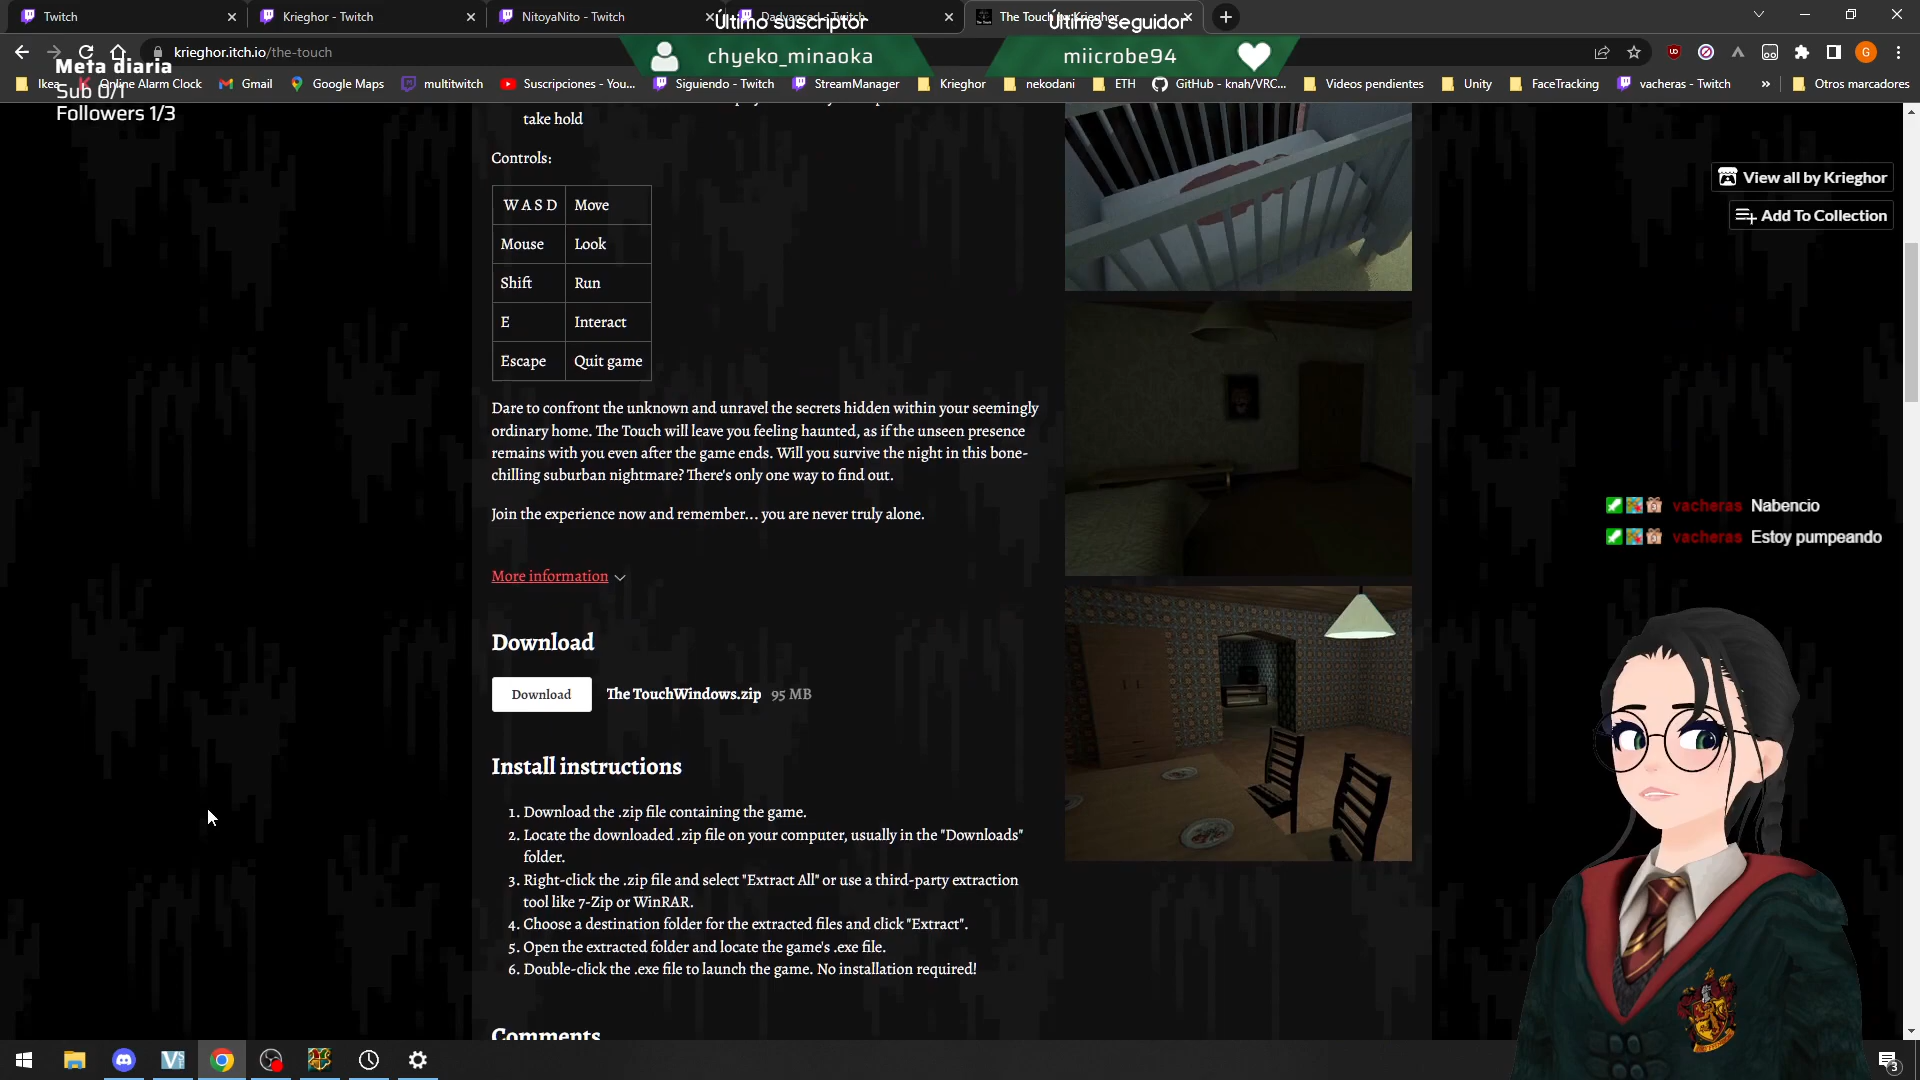 Twitch
Krieghor - Twitch
NitoyaNito - Twitch
Último suscriptor
Último seguidor
krieghor.itch.io/the-touch
chyeko_minaoka
miicrobe94
G
Meta diaria
Sub 0/1
Followers 1/3
Ikea
Online Alarm Clock
Gmail
Google Maps
multitwitch
Suscripciones - You...
Siguiendo - Twitch
StreamManager
Krieghor
nekodani
ETH
GitHub - knah/VRC...
Videos pendientes
Unity
FaceTracking
vacheras - Twitch
»
Otros marcadores
take hold
Controls:
W A S D Move
Mouse Look
Shift Run
E Interact
Escape Quit game
Dare to confront the unknown and unravel the secrets hidden within your seemingly
ordinary home. The Touch will leave you feeling haunted, as if the unseen presence
remains with you even after the game ends. Will you survive the night in this bone-
chilling suburban nightmare? There's only one way to find out.
Join the experience now and remember... you are never truly alone.
More information
Download
Download The TouchWindows.zip 95 MB
Install instructions
1. Download the .zip file containing the game.
2. Locate the downloaded .zip file on your computer, usually in the "Downloads"
folder.
3. Right-click the .zip file and select "Extract All" or use a third-party extraction
tool like 7-Zip or WinRAR.
4. Choose a destination folder for the extracted files and click "Extract".
5. Open the extracted folder and locate the game's .exe file.
6. Double-click the .exe file to launch the game. No installation required!
Comments
View all by Krieghor
Add To Collection
vacheras Nabencio
vacheras Estoy pumpeando
3